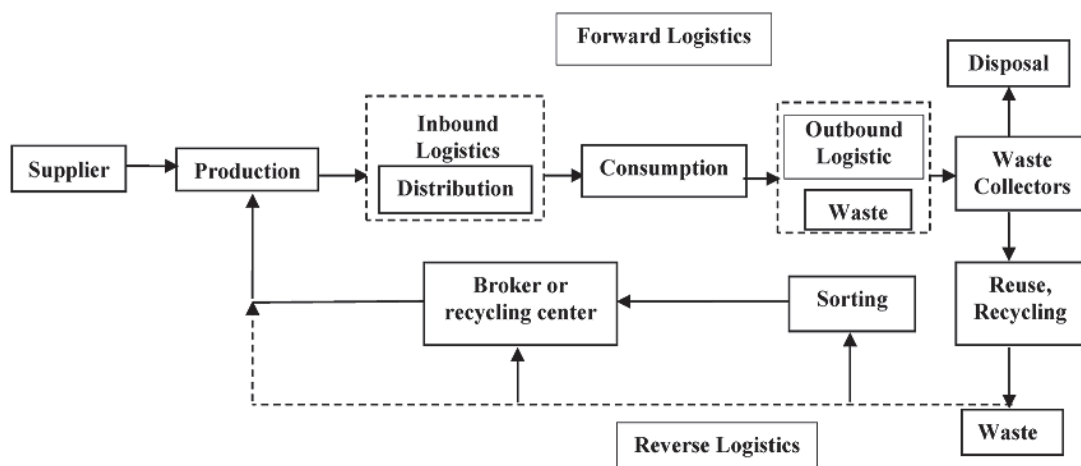 Forward Logistics
Disposal
Inbound
Logistics
Distribution
Outbound
Logistic
Waste
Supplier
Production
Consumption
Waste
Collectors
Broker or
recycling center
Sorting
Reuse,
Recycling
Reverse Logistics
Waste